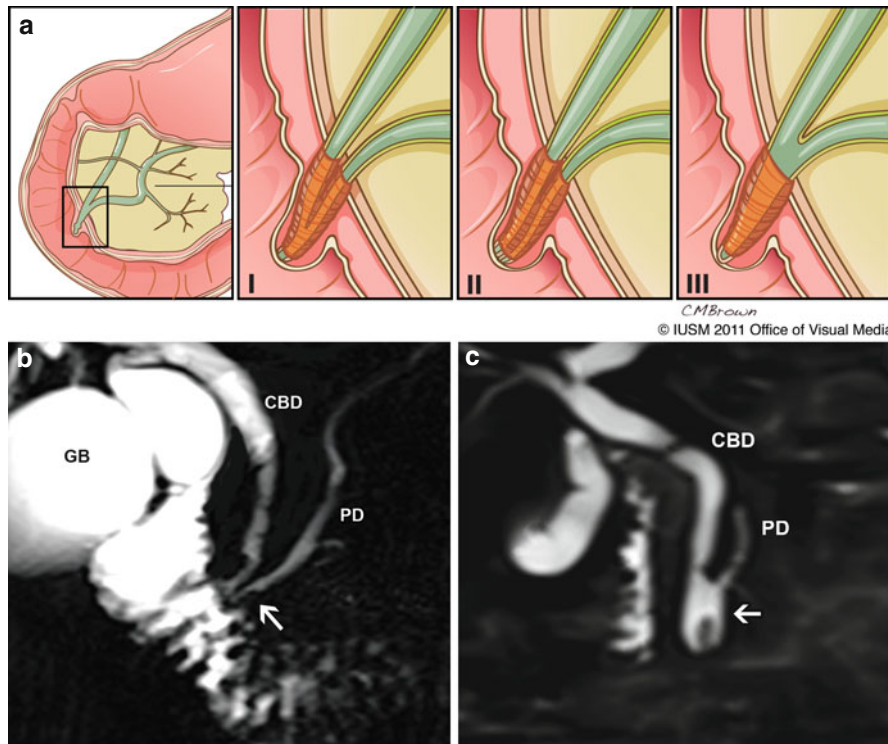 a
I
II
III
CMBrown
© IUSM 2011 Office of Visual Media
b
GB
CBD
PD
c
CBD
PD